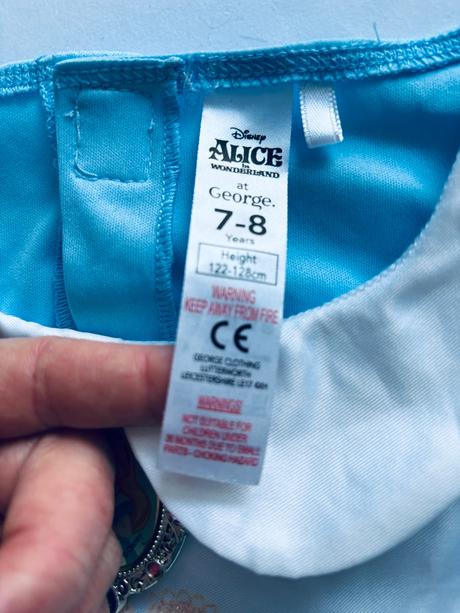 Disney
ALICE
in
WONDERLAND
at
George.
7-8
Years
Height
122-128cm
WARNING
KEEP AWAY FROM FIRE
CE
GEORGE CLOTHING
LUTTERWORTH
LEICESTERSHIRE LE17 4XH
WARNINGS!
NOT SUITABLE FOR
CHILDREN UNDER
36 MONTHS DUE TO SMALL
PARTS - CHOKING HAZARD